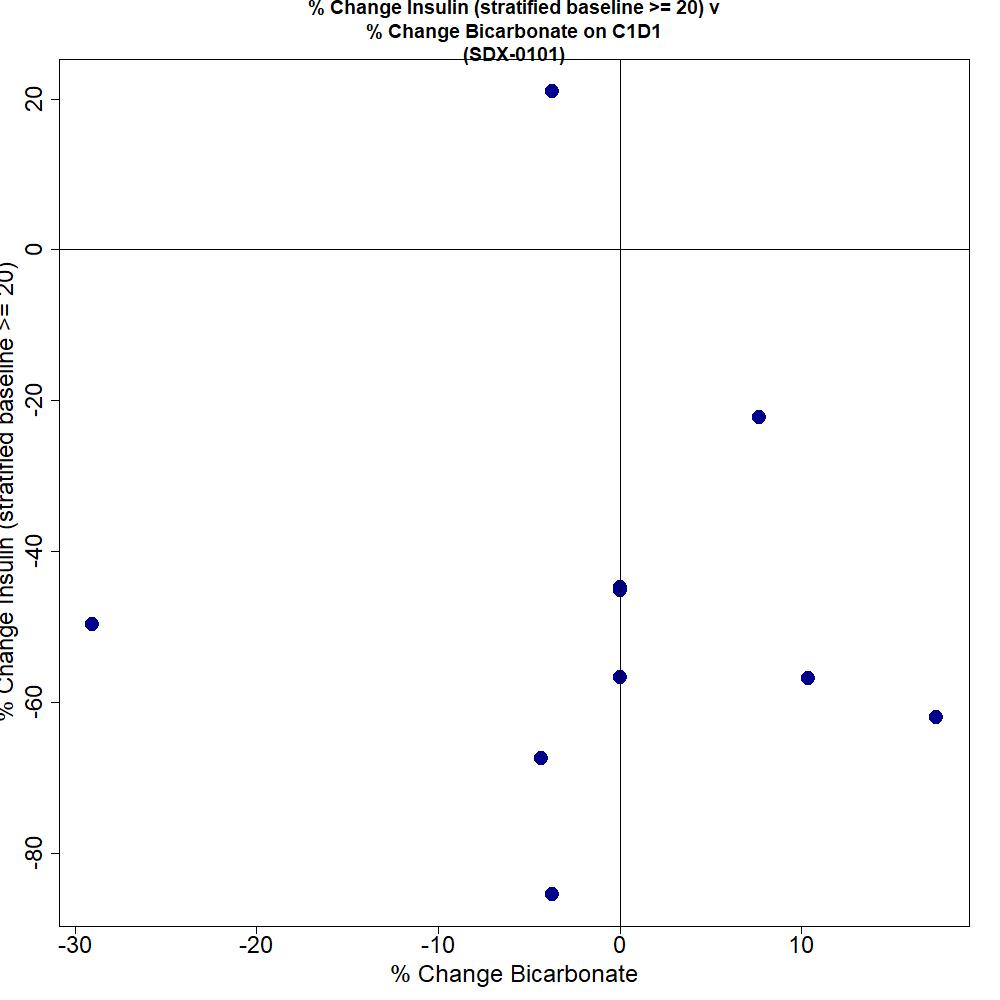 % Change Insulin (stratified baseline >= 20) v
% Change Bicarbonate on C1D1
(SDX-0101)
% Change Insulin (stratified baseline >= 20)
20
0
-20
-40
-60
-80
-30
-20
-10
0
10
% Change Bicarbonate